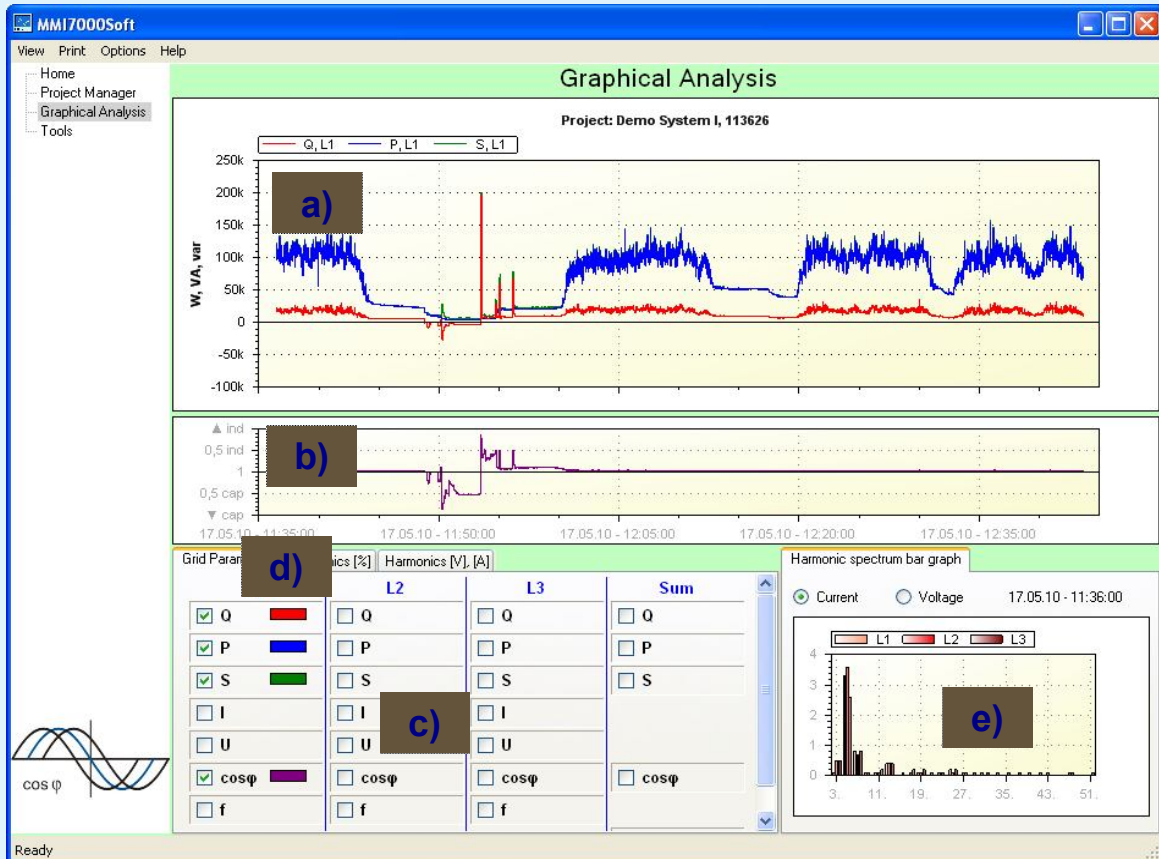 MMI7000Soft
View Print Options Help
Home
Project Manager
Graphical Analysis
Tools
Graphical Analysis
Project: Demo System I, 113626
Q, L1 P, L1 S, L1
W, VA, var
250k
200k
150k
100k
50k
0
-50k
-100k
a)
▲ ind
0,5 ind
1
0,5 cap
▼ cap
b)
17.05.10 - 11:35:00 17.05.10 - 11:50:00 17.05.10 - 12:05:00 17.05.10 - 12:20:00 17.05.10 - 12:35:00
Grid Param
d)
nics [%] Harmonics [V], [A]
L2 L3 Sum
Q Q Q Q
P P P P
S S S S
I I I
U U U
cosφ cosφ cosφ cosφ
f f f
c)
Harmonic spectrum bar graph
Current Voltage 17.05.10 - 11:36:00
L1 L2 L3
4
3
2
1
0
3. 11. 19. 27. 35. 43. 51.
e)
cos φ
Ready